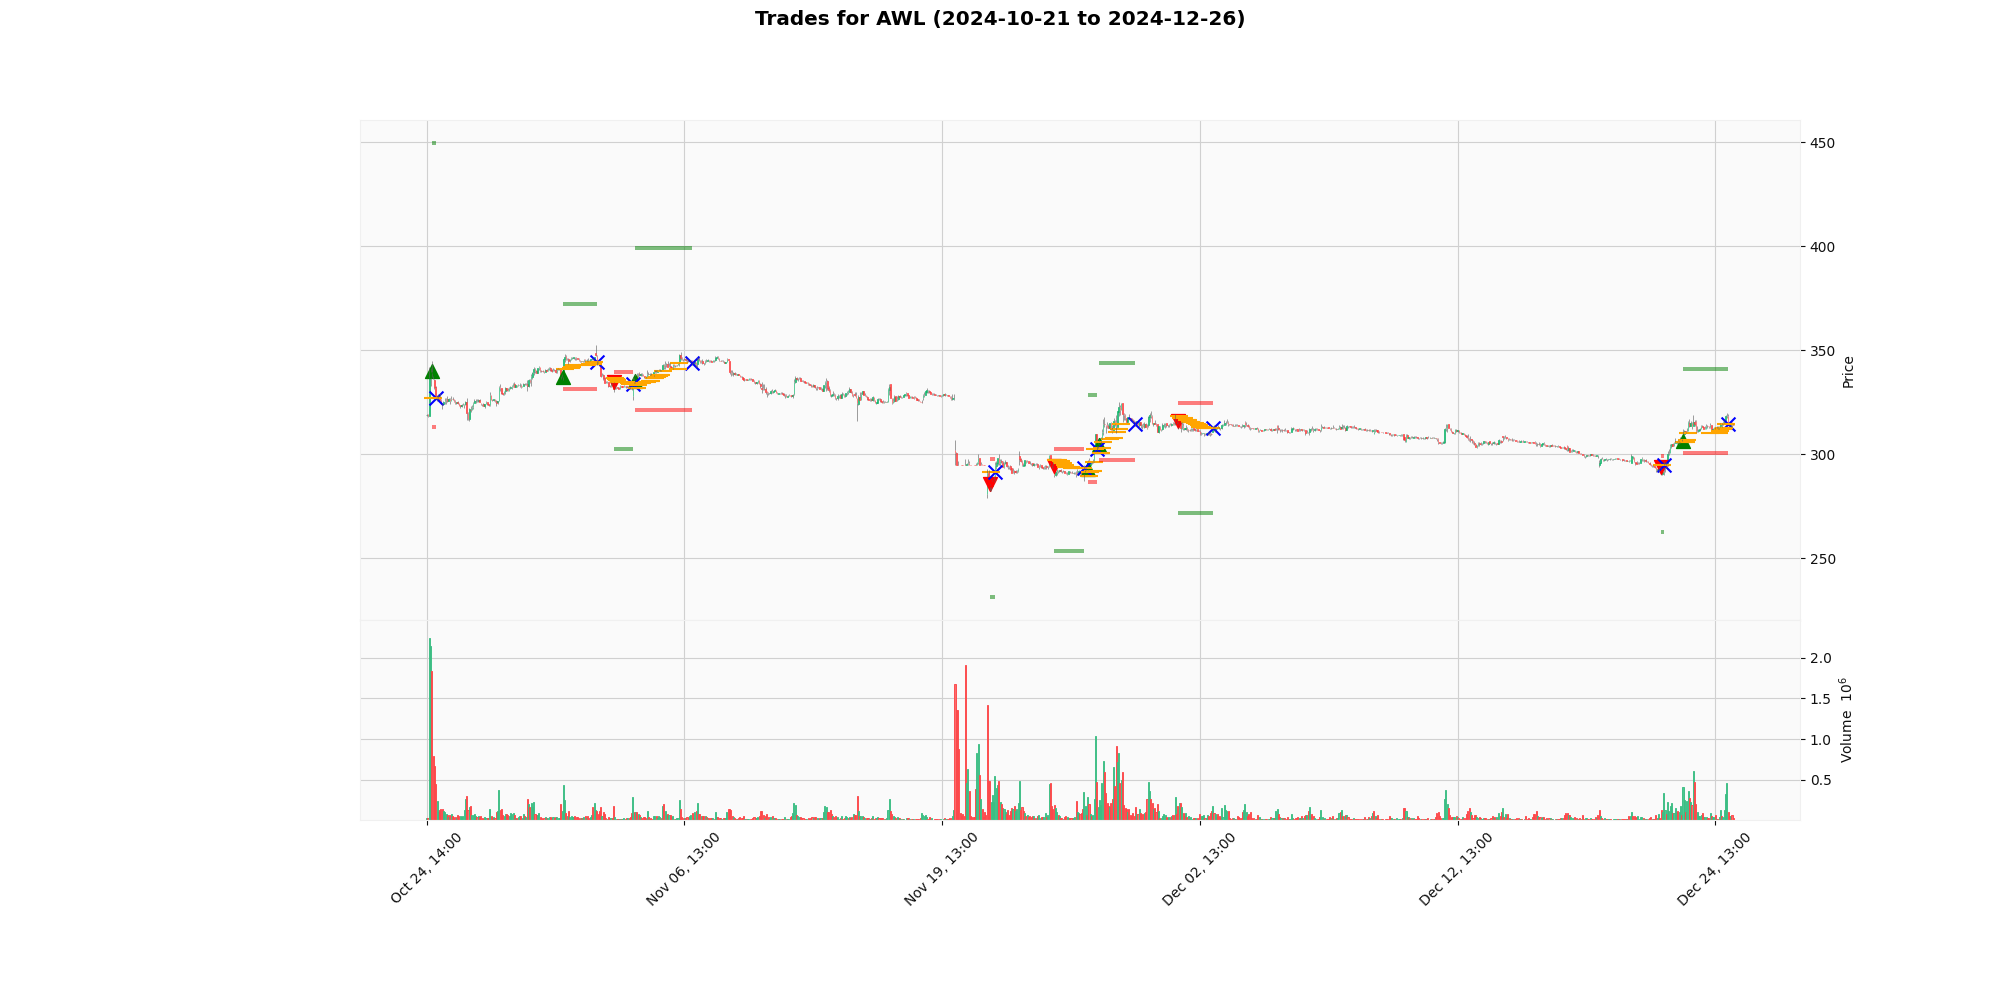 Trades for AWL (2024-10-21 to 2024-12-26)
450
400
350
300
250
Price
2.0
1.5
1.0
0.5
Volume 10⁶
Oct 24, 14:00
Nov 06, 13:00
Nov 19, 13:00
Dec 02, 13:00
Dec 12, 13:00
Dec 24, 13:00